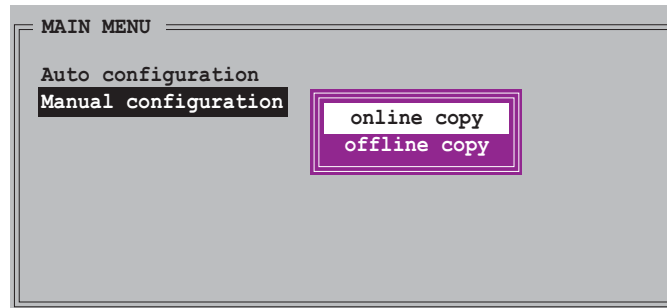 MAIN MENU
Auto configuration
Manual configuration
online copy
offline copy